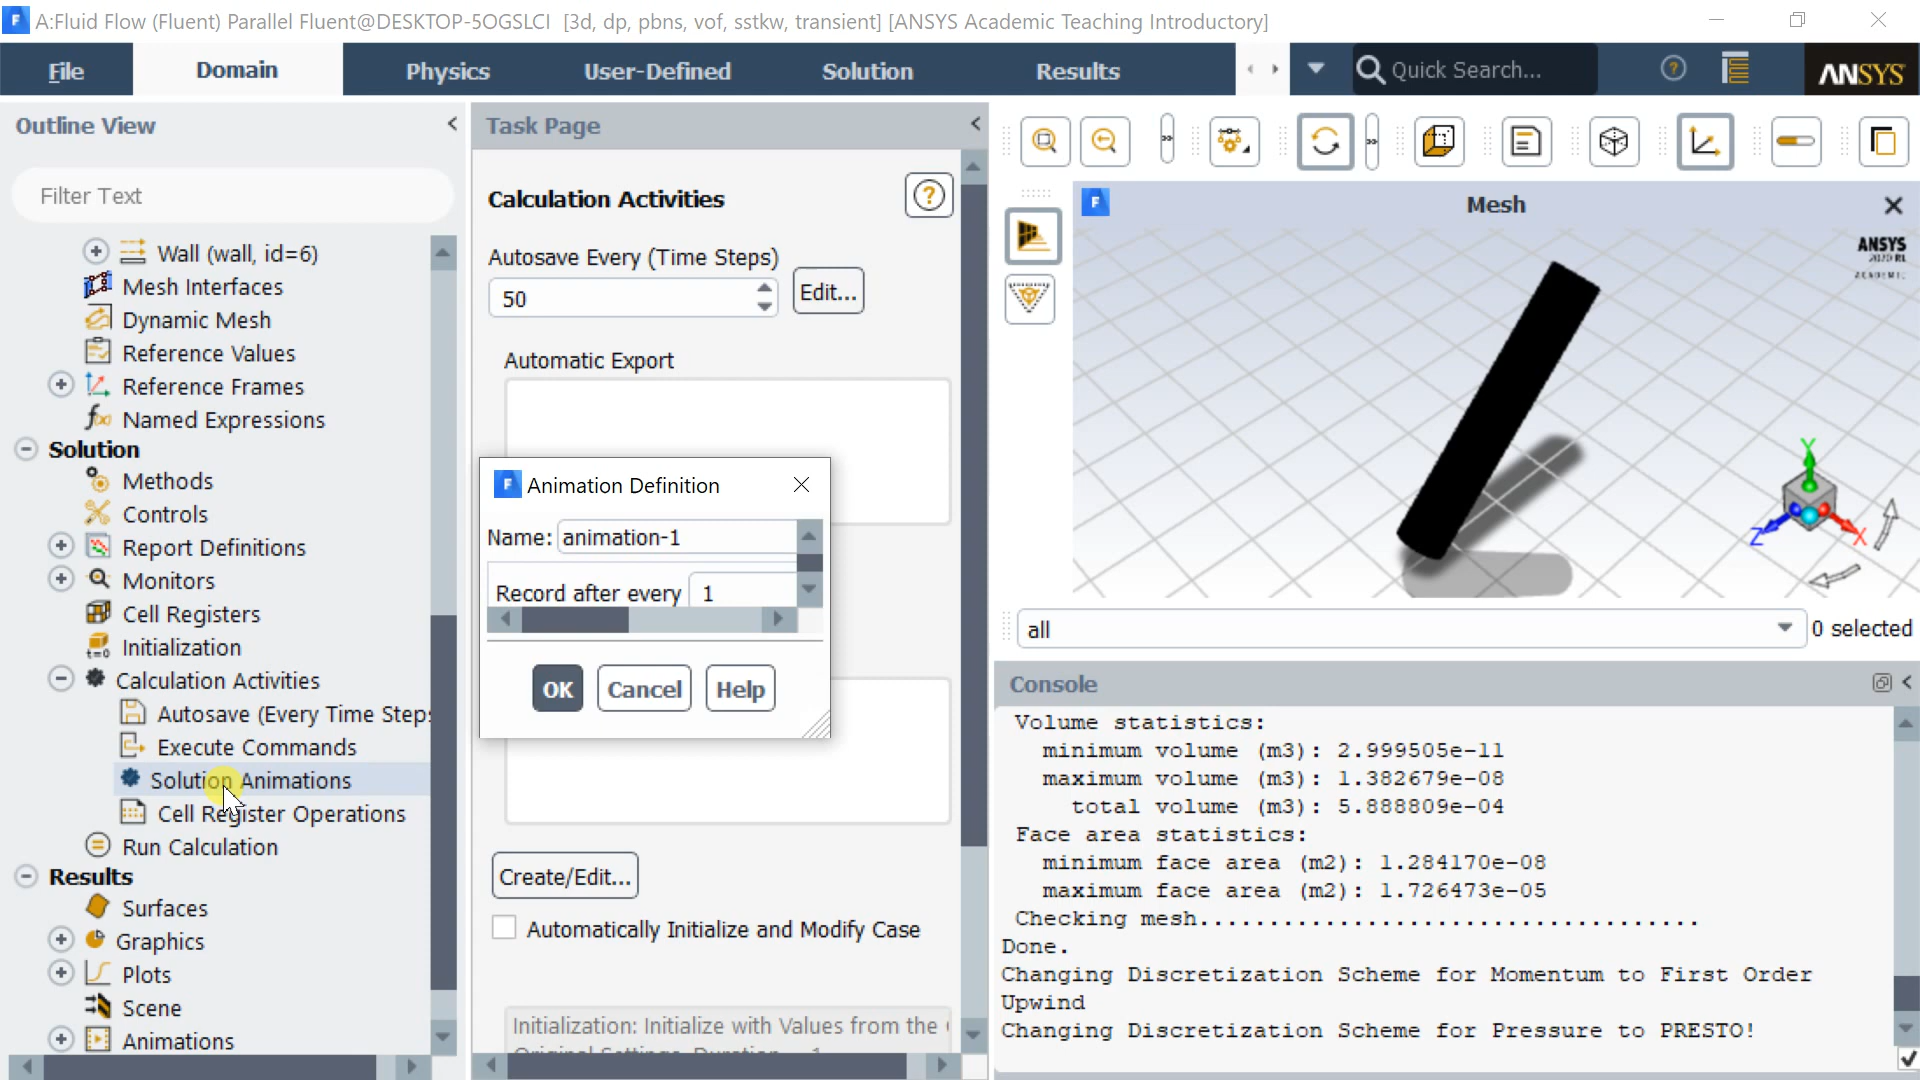 A:Fluid Flow (Fluent) Parallel Fluent@DESKTOP-5OGSLCI [3d, dp, pbns, vof, sstkw, transient] [ANSYS Academic Teaching Introductory]
File
Domain
Physics
User-Defined
Solution
Results
Quick Search...
ANSYS
Outline View
Filter Text
Wall (wall, id=6)
Mesh Interfaces
Dynamic Mesh
Reference Values
Reference Frames
Named Expressions
Solution
Methods
Controls
Report Definitions
Monitors
Cell Registers
Initialization
Calculation Activities
Autosave (Every Time Steps
Execute Commands
Solution Animations
Cell Register Operations
Run Calculation
Results
Surfaces
Graphics
Plots
Scene
Animations
Task Page
Calculation Activities
Autosave Every (Time Steps)
50
Edit...
Automatic Export
Animation Definition
Name: animation-1
Record after every 1
OK
Cancel
Help
Create/Edit...
Automatically Initialize and Modify Case
Initialization: Initialize with Values from the
Mesh
ANSYS
2020 R1
ACADEMIC
Y
Z
X
all
0 selected
Console
Volume statistics:
minimum volume (m3): 2.999505e-11
maximum volume (m3): 1.382679e-08
total volume (m3): 5.888809e-04
Face area statistics:
minimum face area (m2): 1.284170e-08
maximum face area (m2): 1.726473e-05
Checking mesh....................................
Done.
Changing Discretization Scheme for Momentum to First Order
Upwind
Changing Discretization Scheme for Pressure to PRESTO!